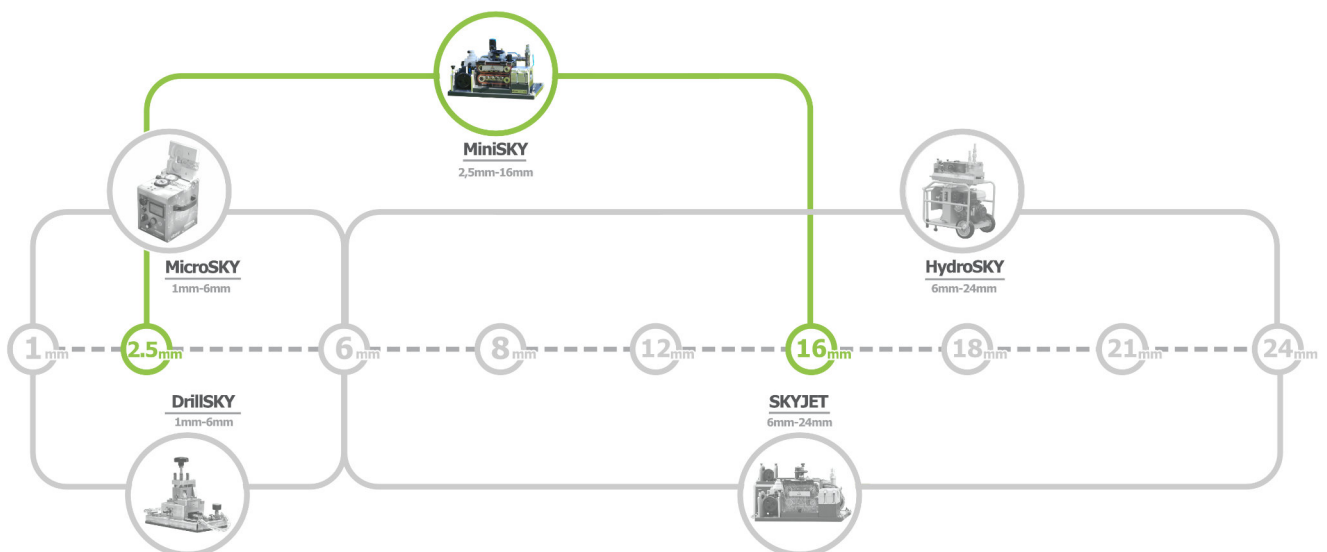 MiniSKY
2,5mm-16mm
MicroSKY
1mm-6mm
HydroSKY
6mm-24mm
1mm 2.5mm 6mm 8mm 12mm 16mm 18mm 21mm 24mm
DrillSKY
1mm-6mm
SKYJET
6mm-24mm